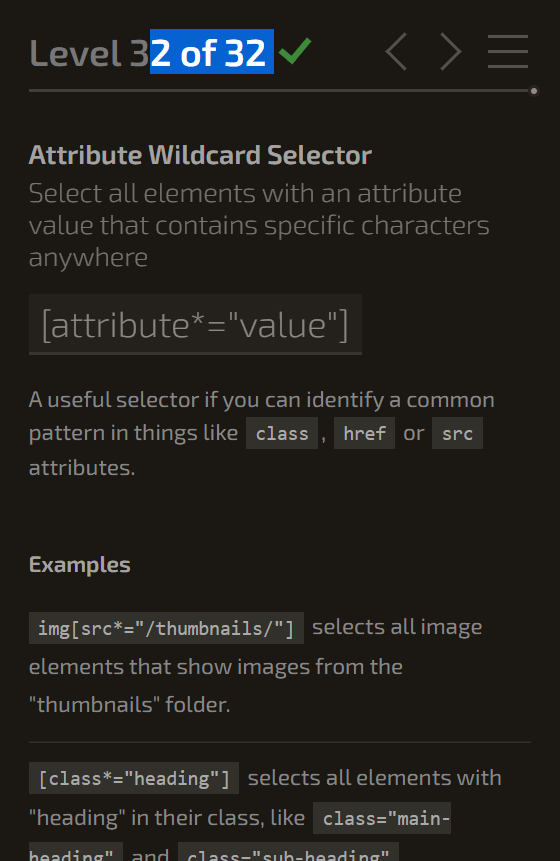 Level 32 of 32
Attribute Wildcard Selector
Select all elements with an attribute
value that contains specific characters
anywhere
[attribute*="value"]
A useful selector if you can identify a common
pattern in things like class , href or src
attributes.
Examples
img[src*="/thumbnails/"] selects all image
elements that show images from the
"thumbnails" folder.
[class*="heading"] selects all elements with
"heading" in their class, like class="main-
heading" and class="sub-heading"